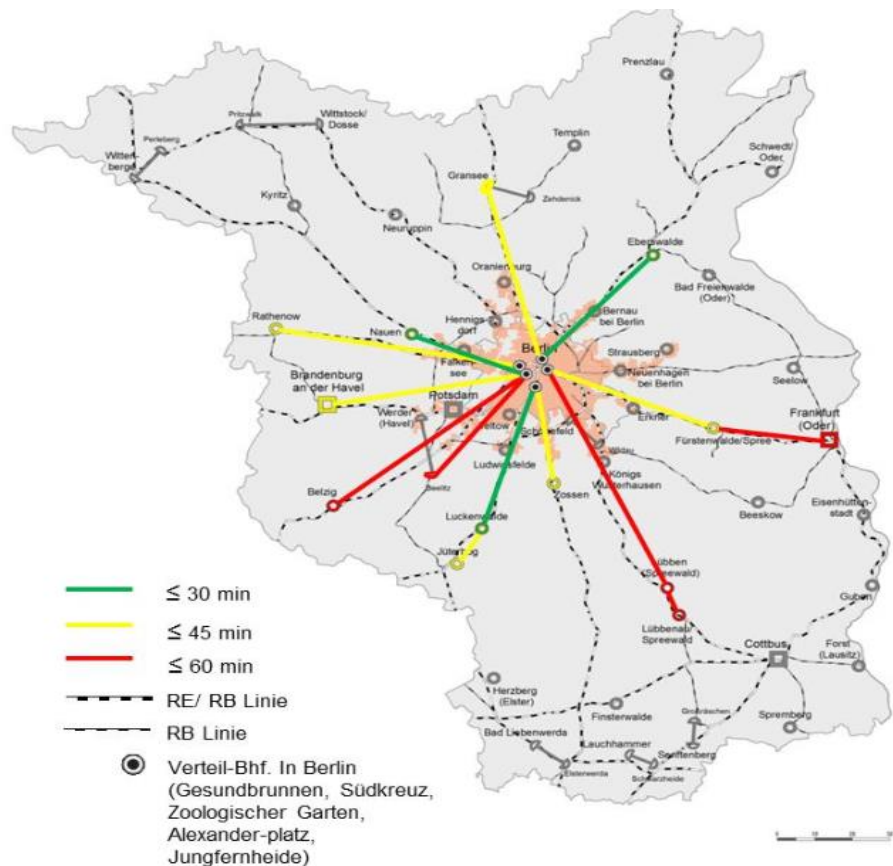 Prenzlau
Pritzwalk
Wittstock/
Dosse
Perleberg
Witten-
berge
Templin
Schwedt/
Oder
Gransee
Zehdenick
Kyritz
Neuruppin
Eberswalde
Oranienburg
Bad Freienwalde
(Oder)
Rathenow
Nauen
Hennigs
dorf
Bernau
bei Berlin
Berlin
Strausberg
Falken-
see
Neuenhagen
bei Berlin
Seelow
Brandenburg
an der Havel
Potsdam
Werder
(Havel)
Erkner
Frankfurt
(Oder)
Fürstenwalde/Spree
Wildau
Ludwigsfelde
Königs
Wusterhausen
Beelitz
Belzig
Zossen
Beeskow
Eisenhütten-
stadt
Luckenwalde
Jüterbog
Lübben
(Spreewald)
Guben
Lübbenau/
Spreewald
Cottbus
Forst
(Lausitz)
≤ 30 min
≤ 45 min
≤ 60 min
RE/ RB Linie
RB Linie
Herzberg
(Elster)
Finsterwalde
Großräschen
Spremberg
Bad Liebenwerda
Lauchhammer
Senftenberg
Elsterwerda
Schwarzheide
Verteil-Bhf. In Berlin
(Gesundbrunnen, Südkreuz,
Zoologischer Garten,
Alexander-platz,
Jungfernheide)